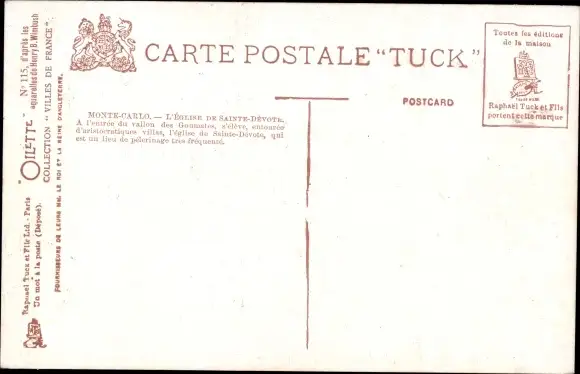 CARTE POSTALE "TUCK"
POSTCARD
Toutes les éditions
de la maison
Raphaël Tuck et Fils
portent cette marque
MONTE-CARLO. — L'ÉGLISE DE SAINTE-DÉVOTE.
A l'entrée du vallon des Gaumates, s'élève, entourée
d'aristocratiques villas, l'église de Sainte-Dévote, qui
est un lieu de pèlerinage très fréquenté.
Raphael Tuck et Fils Ltd. - Paris
Un mot à la poste (Déposé).
"OILETTE"
Nº 115, d'après les
aquarelles de Henry B. Wimbush
COLLECTION "VILLES DE FRANCE".
FOURNISSEURS DE LEURS MM. LE ROI ET LA REINE D'ANGLETERRE.